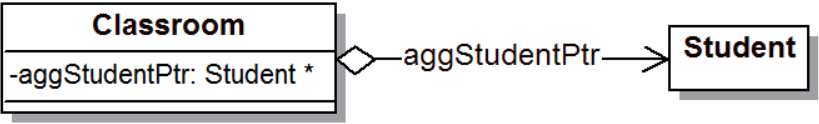 Classroom
-aggStudentPtr: Student *
aggStudentPtr
Student